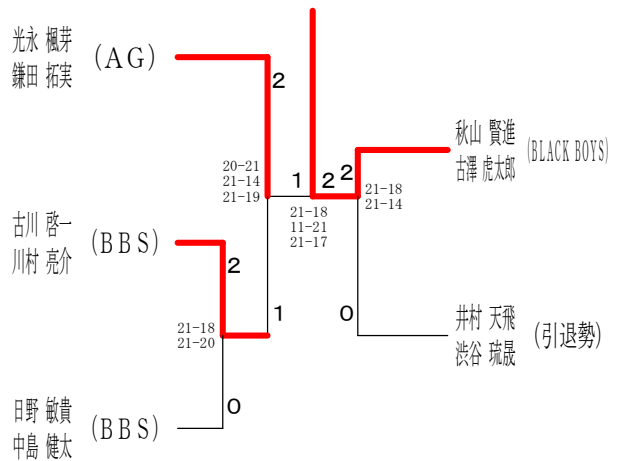 光永 楓芽
鎌田 拓実
(AG)
2
20-21
21-14
21-19
1
古川 啓一
川村 亮介
(BBS)
2
21-18
21-20
1
日野 敏貴
中島 健太
(BBS)
0
2
21-18
11-21
21-17
2
21-18
21-14
秋山 賢進
古澤 虎太郎
(BLACK BOYS)
0
井村 天飛
渋谷 琉晟
(引退勢)